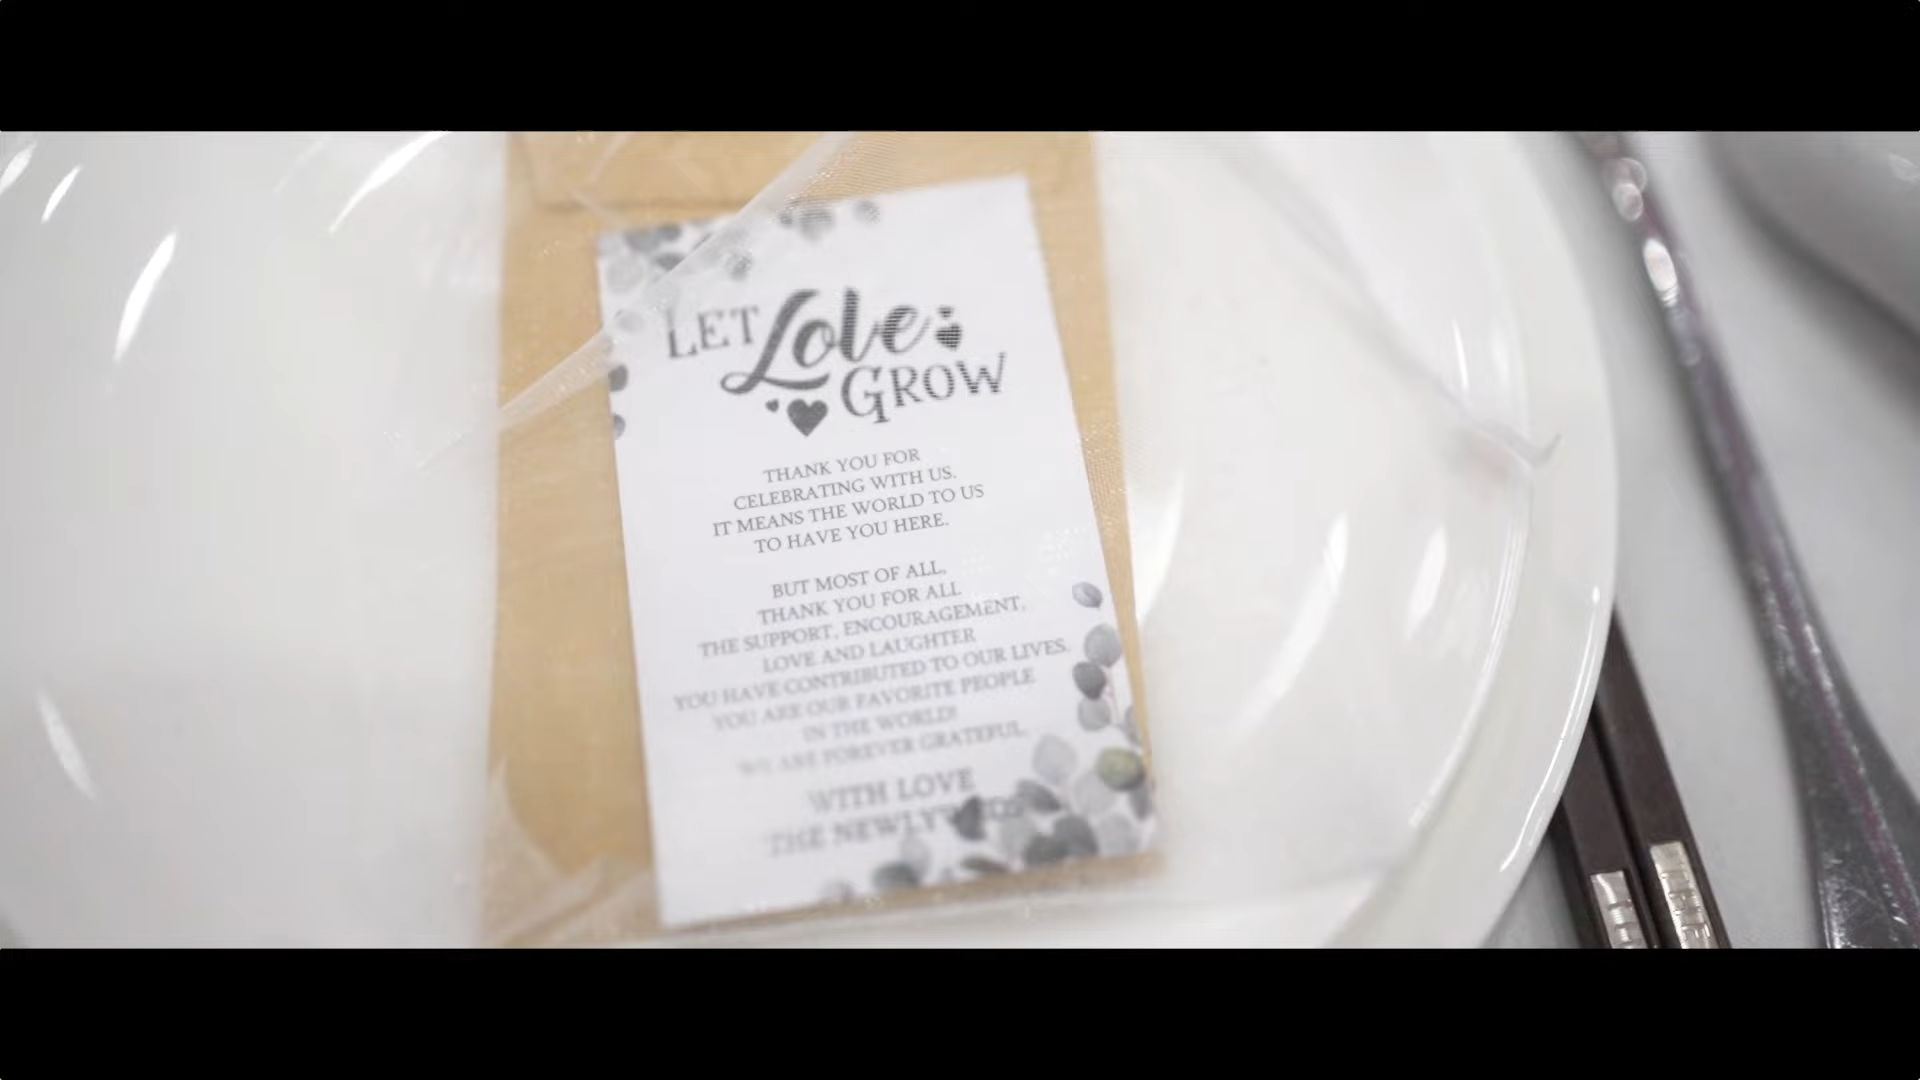 LET Love
GROW
THANK YOU FOR
CELEBRATING WITH US.
IT MEANS THE WORLD TO US
TO HAVE YOU HERE.
BUT MOST OF ALL,
THANK YOU FOR ALL
THE SUPPORT, ENCOURAGEMENT,
LOVE AND LAUGHTER
YOU HAVE CONTRIBUTED TO OUR LIVES.
YOU ARE OUR FAVORITE PEOPLE
IN THE WORLD!
WE ARE FOREVER GRATEFUL.
WITH LOVE
THE NEWLYWEDS